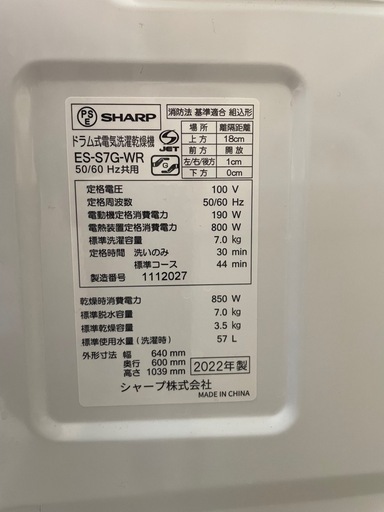 PS E SHARP
ドラム式電気洗濯乾燥機
ES-S7G-WR
50/60 Hz共用
S JET
G
消防法 基準適合 組込形
場所 離隔距離
上方 18cm
前方 開放
左/右/後方 1cm
下方 0cm
定格電圧 100 V
定格周波数 50/60 Hz
電動機定格消費電力 190 W
電熱装置定格消費電力 800 W
標準洗濯容量 7.0 kg
定格時間 洗いのみ 30 min
標準コース 44 min
製造番号 1112027
乾燥時消費電力 850 W
標準脱水容量 7.0 kg
標準乾燥容量 3.5 kg
標準使用水量(洗濯時) 57 L
外形寸法 幅 640 mm
奥行 600 mm
高さ 1039 mm
2022年製
シャープ株式会社
MADE IN CHINA